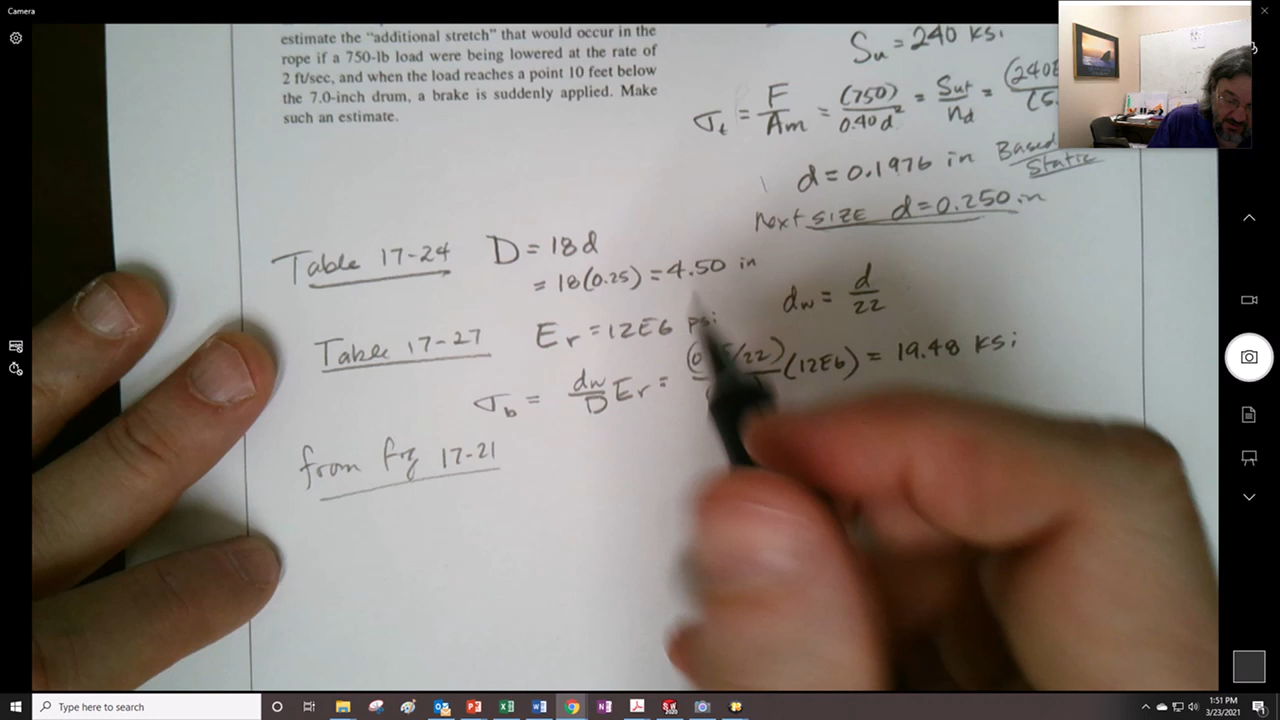 Camera
estimate the “additional stretch” that would occur in the
rope if a 750-lb load were being lowered at the rate of
2 ft/sec, and when the load reaches a point 10 feet below
the 7.0-inch drum, a brake is suddenly applied. Make
such an estimate.
Su = 240 ksi
σt = F/Am = (750)/0.40d² = Sut/nd =
d = 0.1976 in Based
Static
Next SIZE d = 0.250 in
Table 17-24 D = 18d
= 18(0.25) = 4.50 in
dw = d/22
Table 17-27 Er = 12E6 psi
σb = dw/D Er = (12E6) = 19.48 ksi
from fig 17-21
Type here to search
1:51 PM
3/23/2021